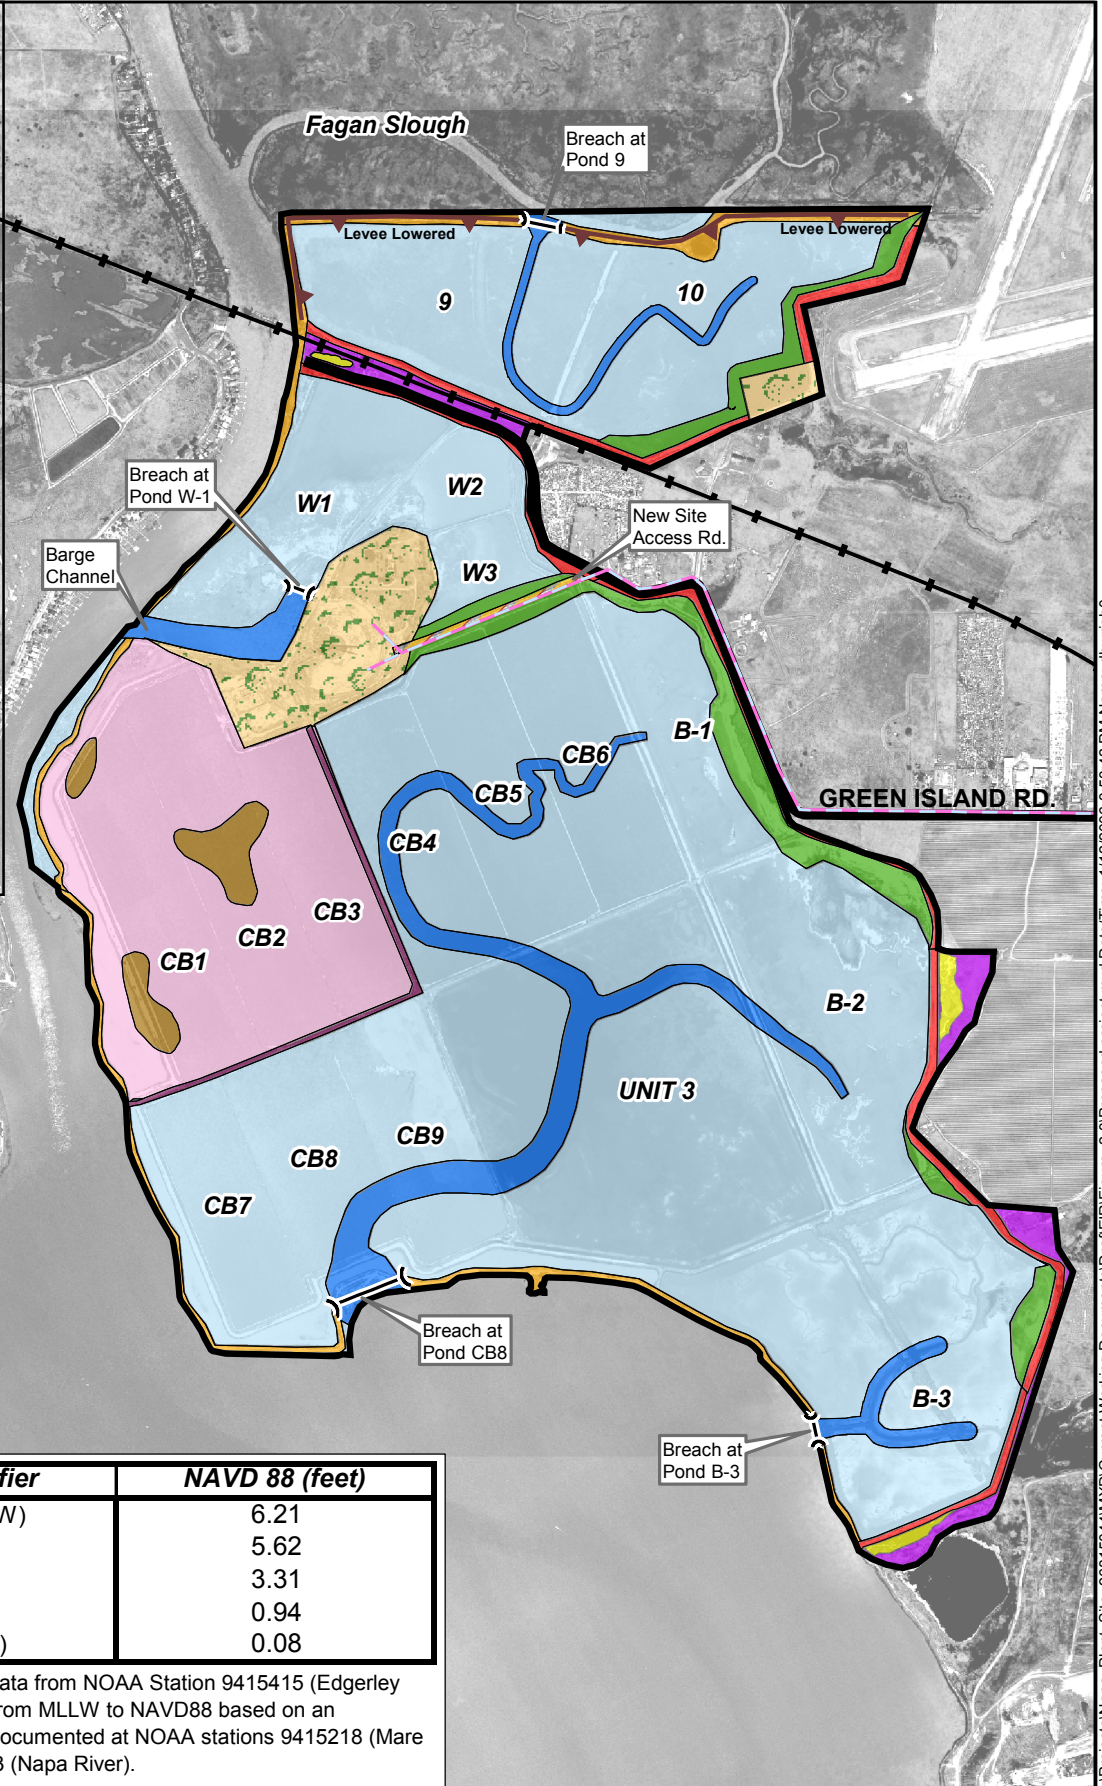 Fagan Slough
Breach at
Pond 9
Levee Lowered
Levee Lowered
9
10
Breach at
Pond W-1
W1
W2
New Site
Access Rd.
Barge
Channel
W3
B-1
CB6
CB5
GREEN ISLAND RD.
CB4
CB3
CB2
CB1
B-2
UNIT 3
CB9
CB8
CB7
Breach at
Pond CB8
B-3
Breach at
Pond B-3
fier NAVD 88 (feet)
W) 6.21
5.62
3.31
0.94
) 0.08
ata from NOAA Station 9415415 (Edgerley
rom MLLW to NAVD88 based on an
ocumented at NOAA stations 9415218 (Mare
3 (Napa River).